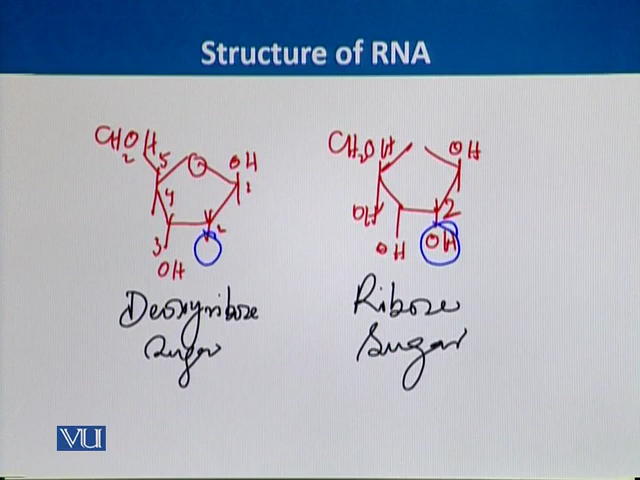 Structure of RNA
CH2OH 5 O OH
4 1
3 2
OH
Deoxyribose
Sugar
CH2OH OH
OH 2
OH OH
Ribose
Sugar
VU